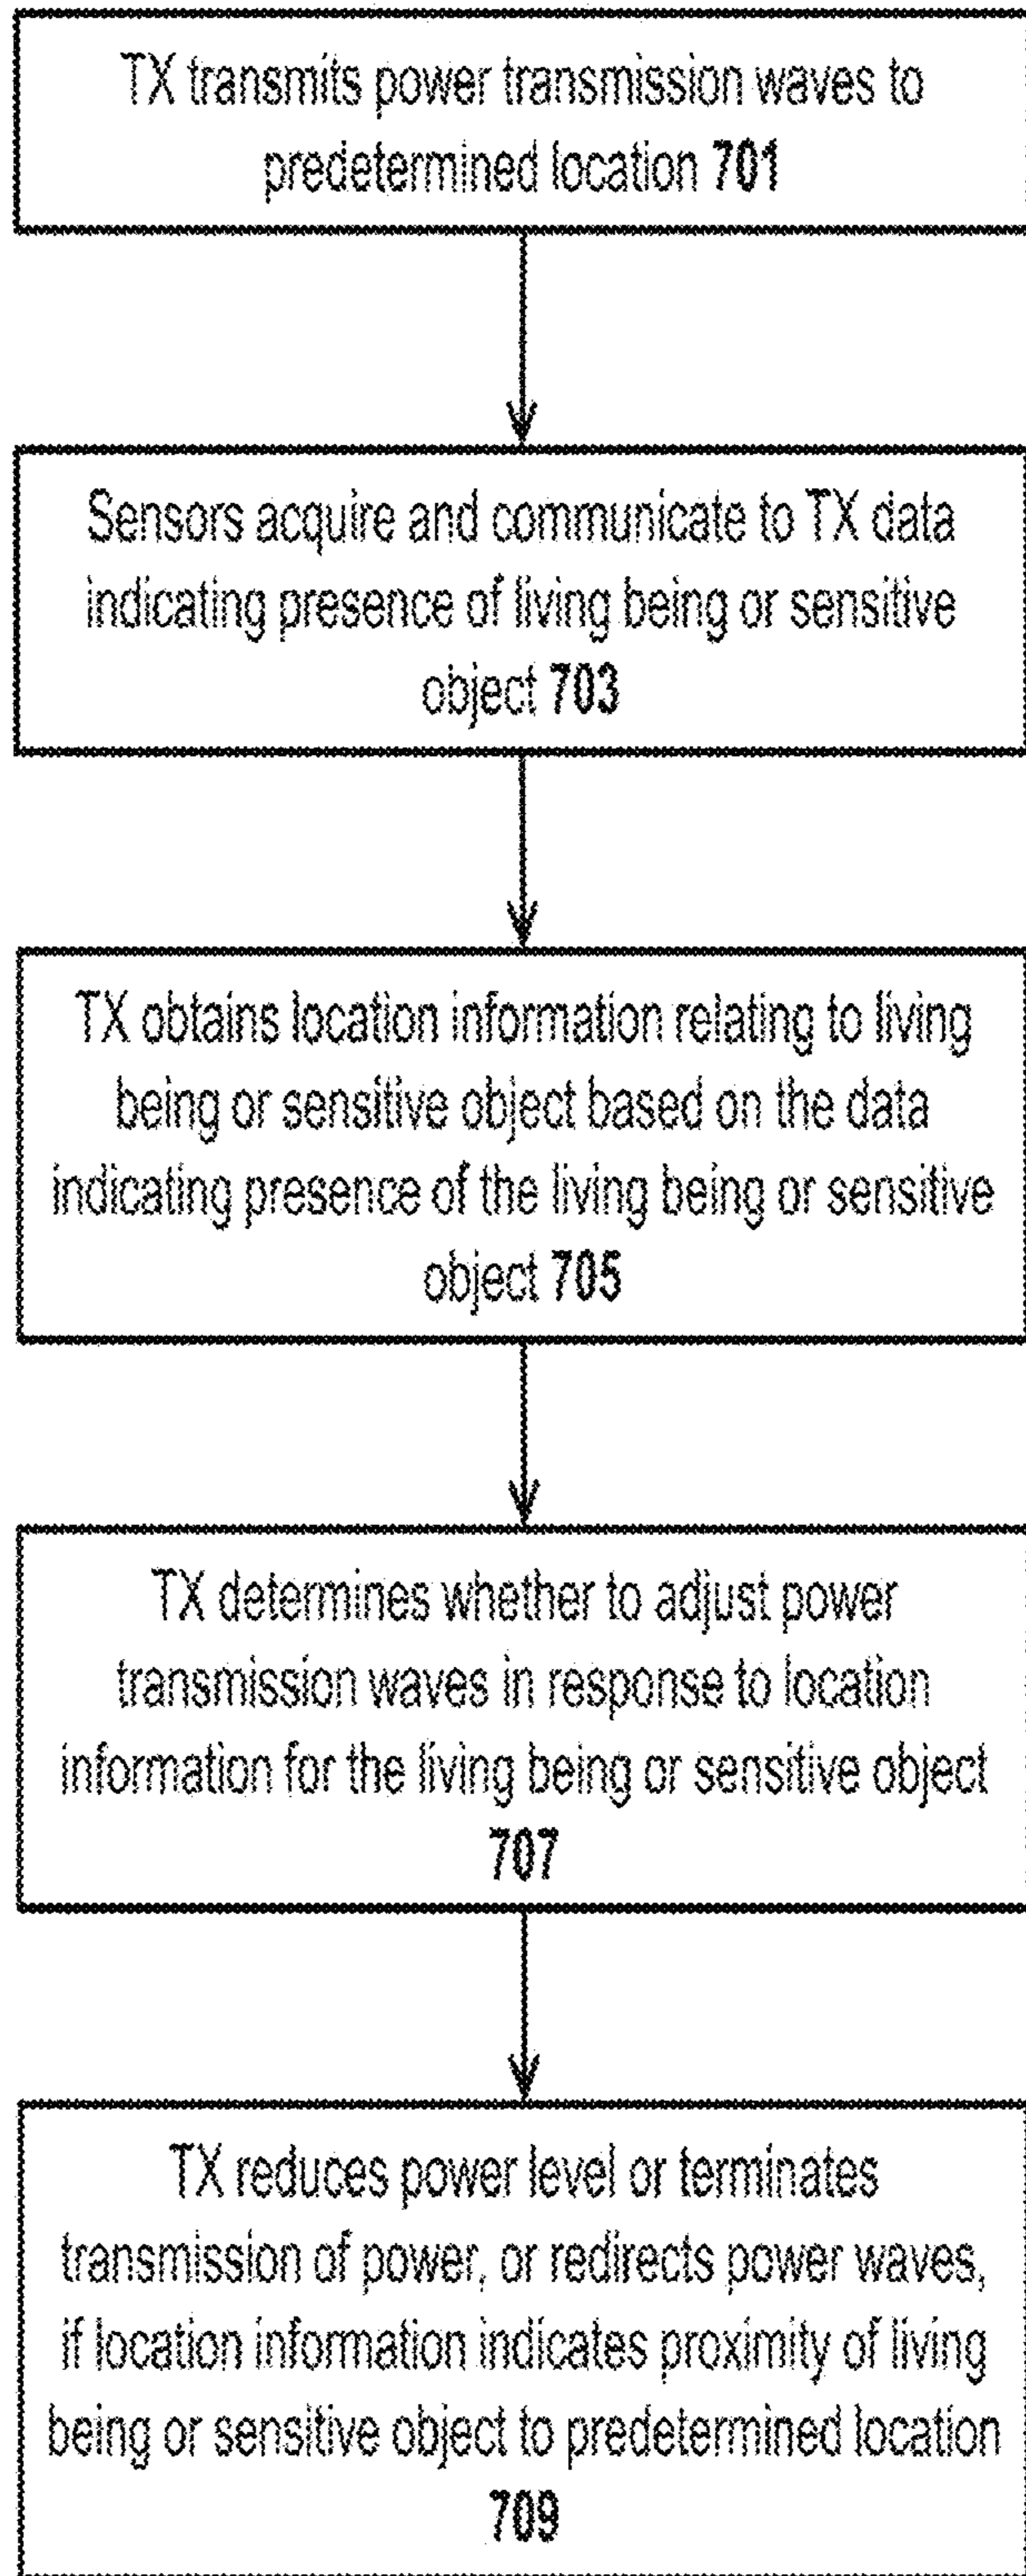 TX transmits power transmission waves to
predetermined location 701
Sensors acquire and communicate to TX data
indicating presence of living being or sensitive
object 703
TX obtains location information relating to living
being or sensitive object based on the data
indicating presence of the living being or sensitive
object 705
TX determines whether to adjust power
transmission waves in response to location
information for the living being or sensitive object
707
TX reduces power level or terminates
transmission of power, or redirects power waves,
if location information indicates proximity of living
being or sensitive object to predetermined location
709